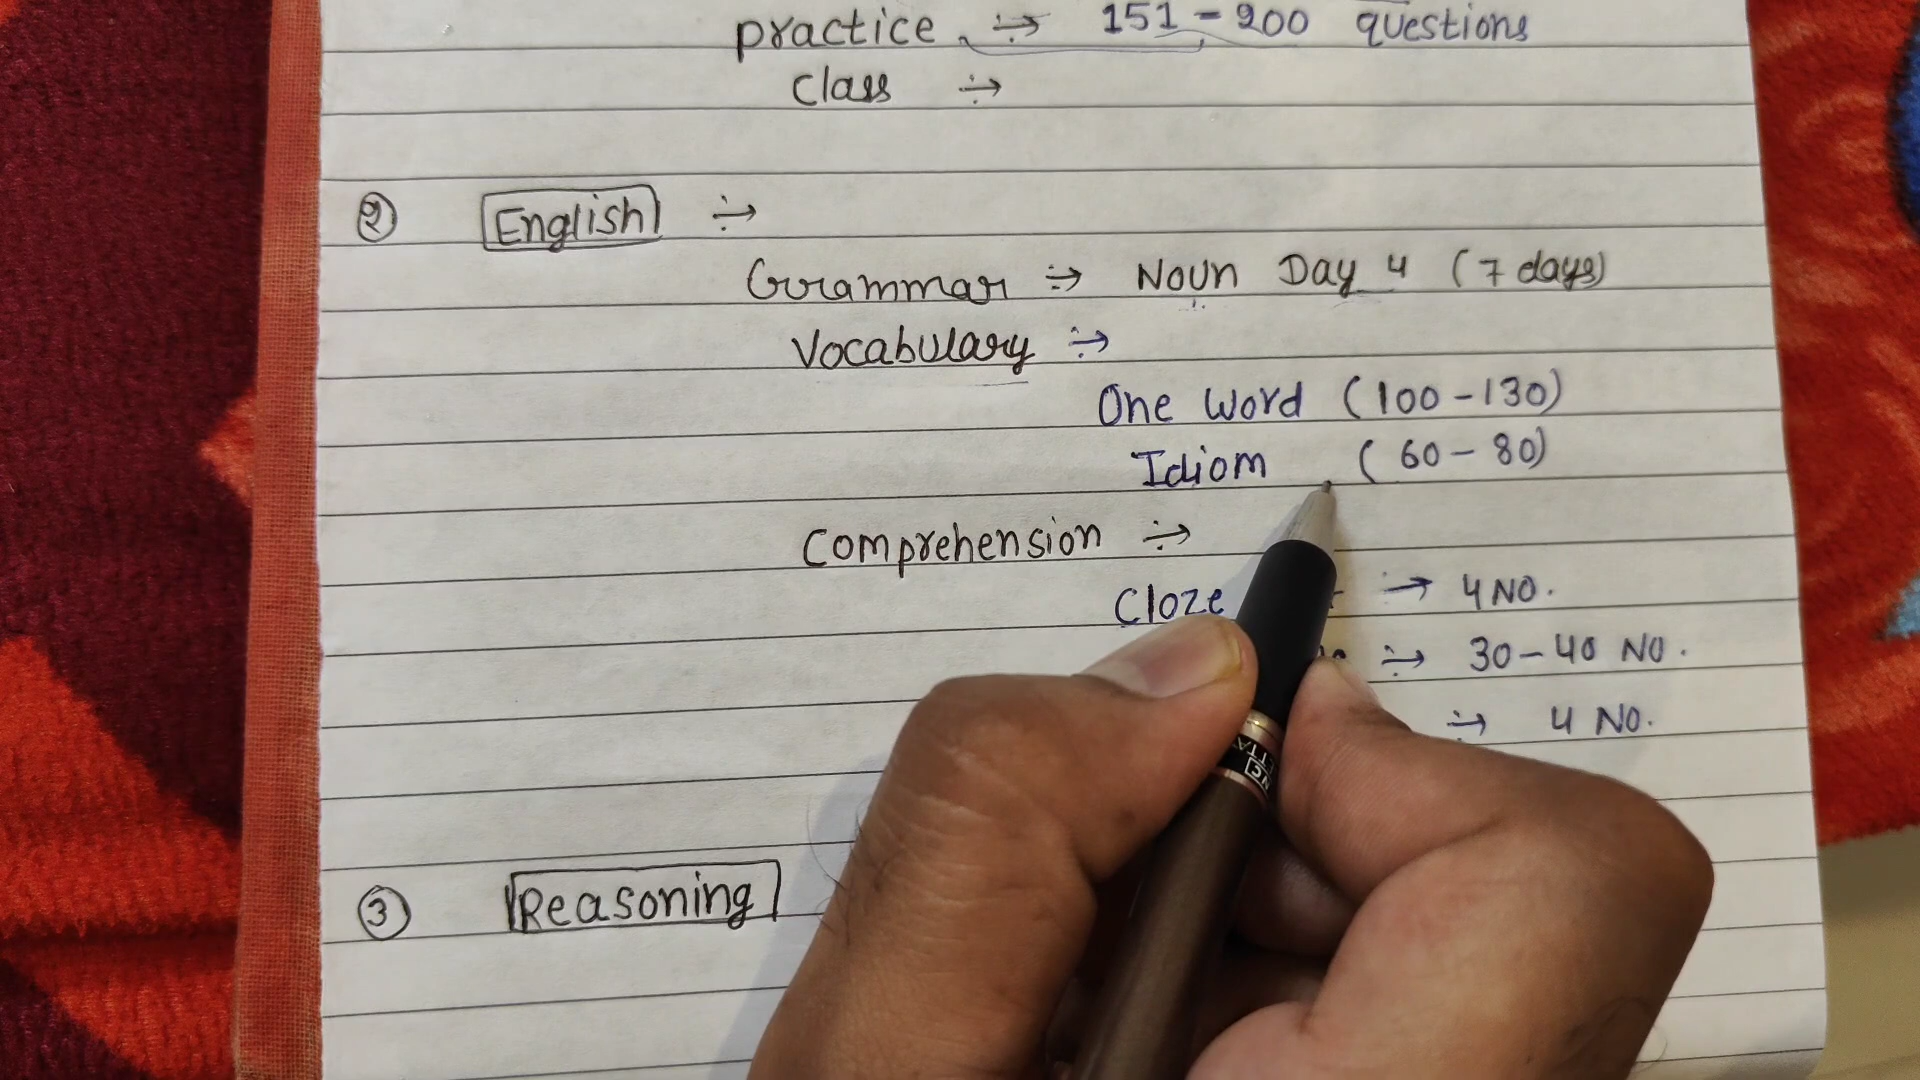 practice ÷→ 151 - 200 questions
Class ÷→
② English ÷→
Grammar ÷→ Noun Day 4 (7 days)
Vocabulary ÷→
One Word (100 - 130)
Idiom (60 - 80)
Comprehension ÷→
Cloze → 4 NO.
÷→ 30 - 40 NO.
÷→ 4 NO.
③ Reasoning